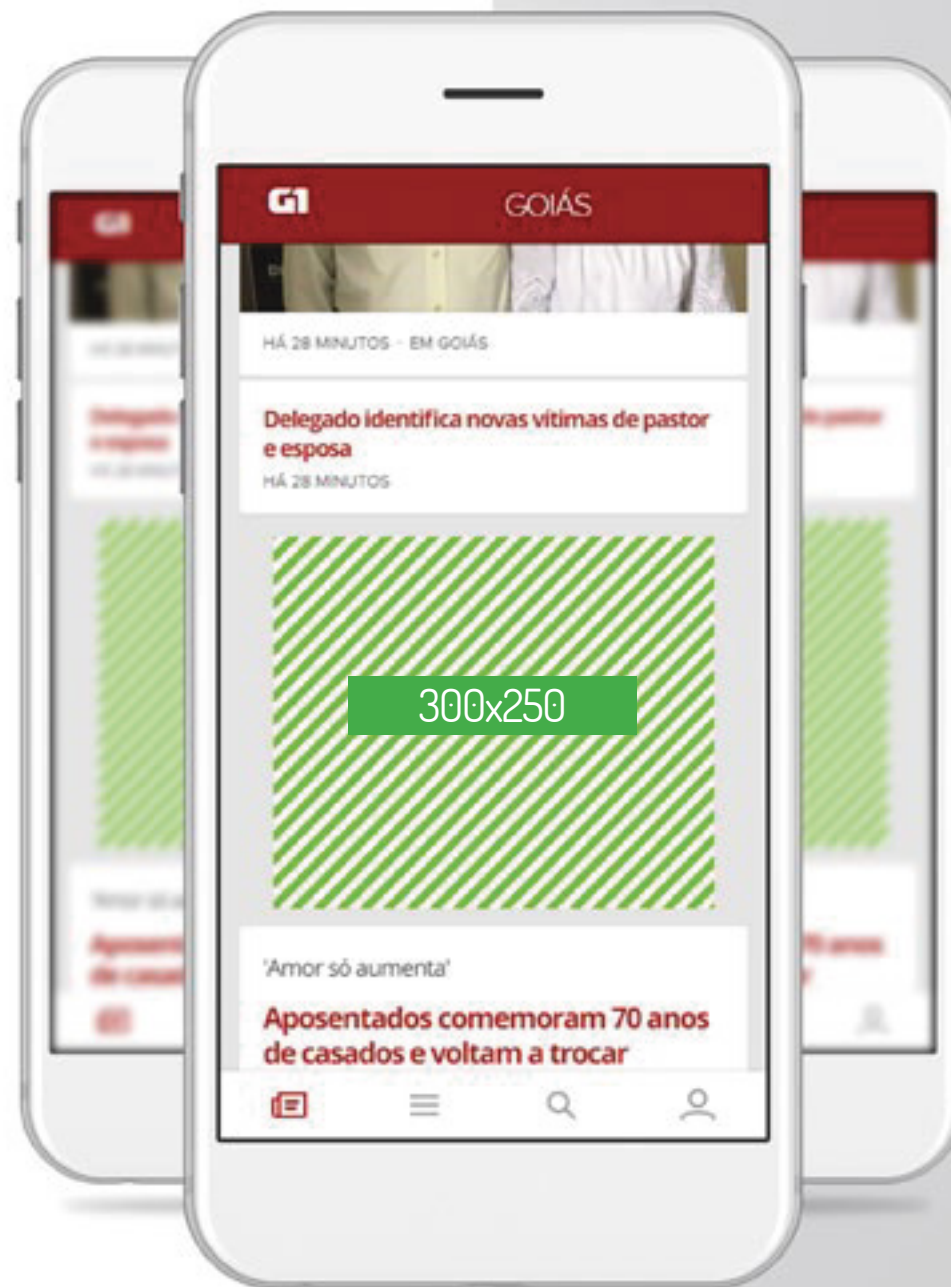 G1
GOIÁS
HÁ 28 MINUTOS - EM GOIÁS
Delegado identifica novas vítimas de pastor
e esposa
HÁ 28 MINUTOS
300x250
'Amor só aumenta'
Aposentados comemoram 70 anos
de casados e voltam a trocar